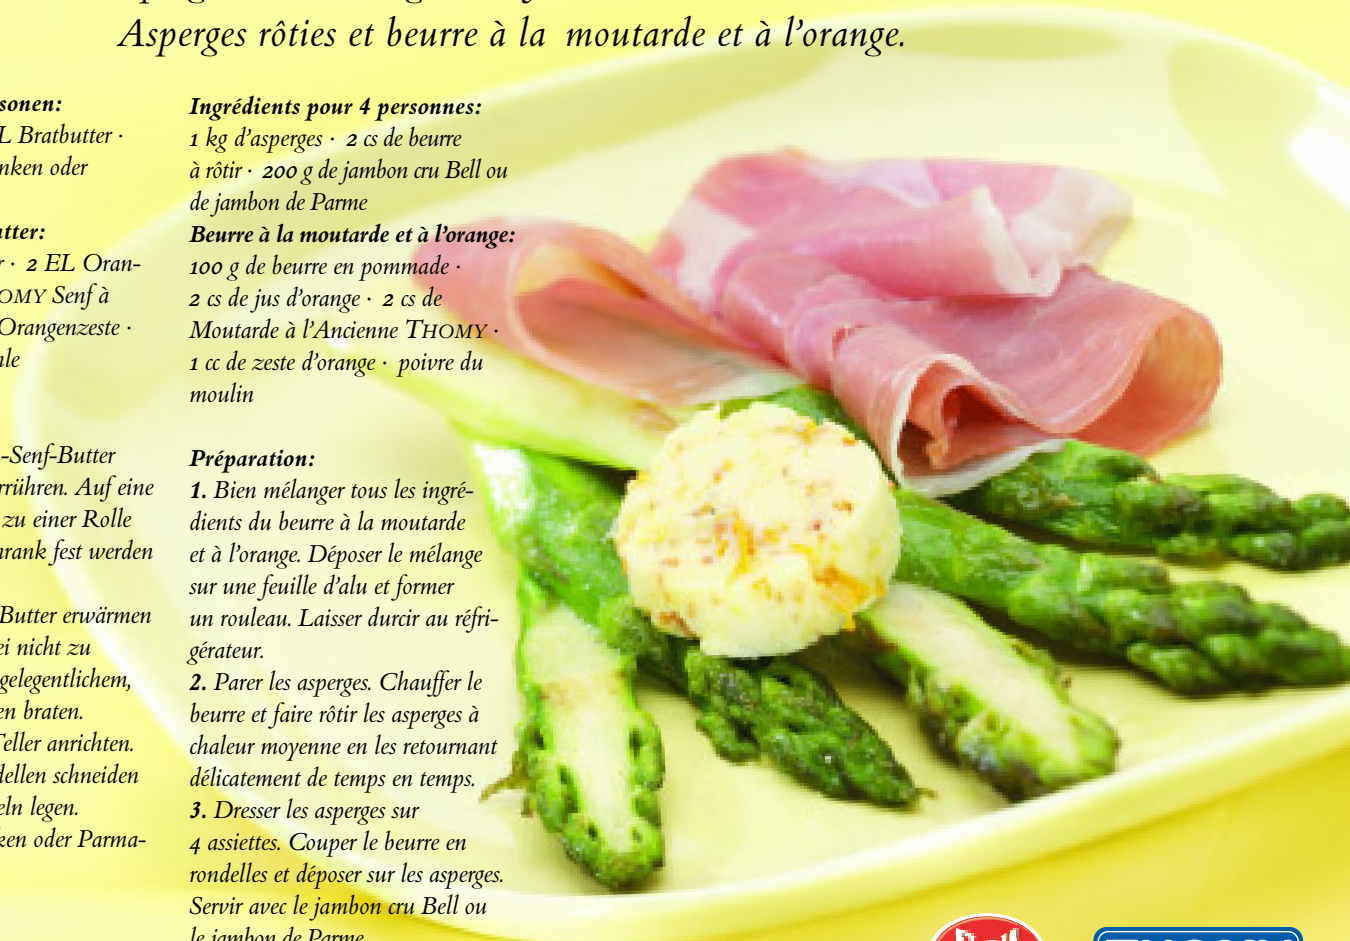 Asperges rôties et beurre à la moutarde et à l’orange.
sonen:
L Bratbutter ·
nken oder
tter:
r · 2 EL Oran-
OMY Senf à
Orangenzeste ·
hle
-Senf-Butter
rrühren. Auf eine
zu einer Rolle
hrank fest werden
Butter erwärmen
ei nicht zu
gelegentlichem,
en braten.
Teller anrichten.
dellen schneiden
eln legen.
ken oder Parma-
Ingrédients pour 4 personnes:
1 kg d’asperges · 2 cs de beurre
à rôtir · 200 g de jambon cru Bell ou
de jambon de Parme
Beurre à la moutarde et à l’orange:
100 g de beurre en pommade ·
2 cs de jus d’orange · 2 cs de
Moutarde à l’Ancienne THOMY ·
1 cc de zeste d’orange · poivre du
moulin
Préparation:
1. Bien mélanger tous les ingré-
dients du beurre à la moutarde
et à l’orange. Déposer le mélange
sur une feuille d’alu et former
un rouleau. Laisser durcir au réfri-
gérateur.
2. Parer les asperges. Chauffer le
beurre et faire rôtir les asperges à
chaleur moyenne en les retournant
délicatement de temps en temps.
3. Dresser les asperges sur
4 assiettes. Couper le beurre en
rondelles et déposer sur les asperges.
Servir avec le jambon cru Bell ou
le jambon de Parme